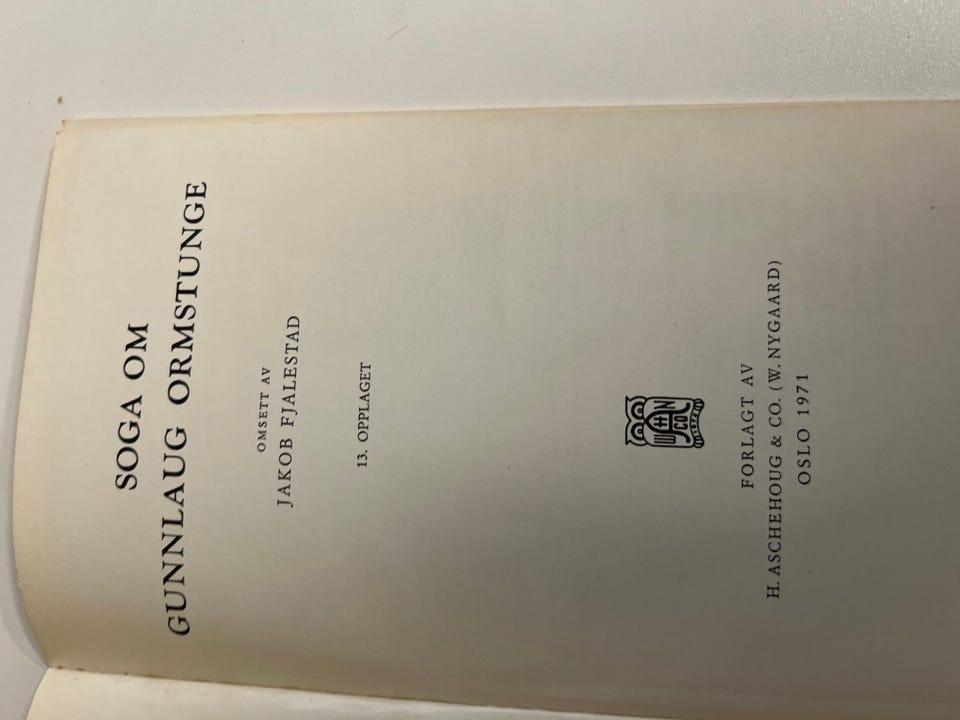 SOGA OM
GUNNLAUG ORMSTUNGE
OMSETT AV
JAKOB FJALESTAD
13. OPPLAGET
FORLAGT AV
H. ASCHEHOUG & CO. (W. NYGAARD)
OSLO 1971